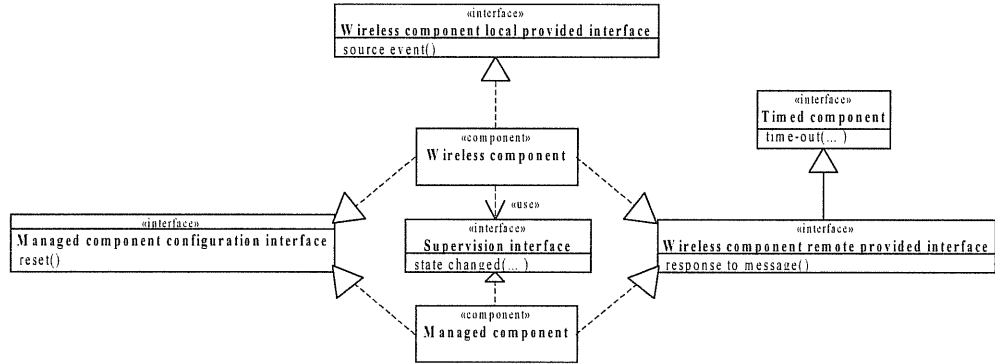 «interface»
Wireless component local provided interface
source event()
«interface»
Timed component
time-out(... )
«component»
Wireless component
«use»
«interface»
Managed component configuration interface
reset()
«interface»
Supervision interface
state changed(... )
«interface»
Wireless component remote provided interface
response to message()
«component»
Managed component